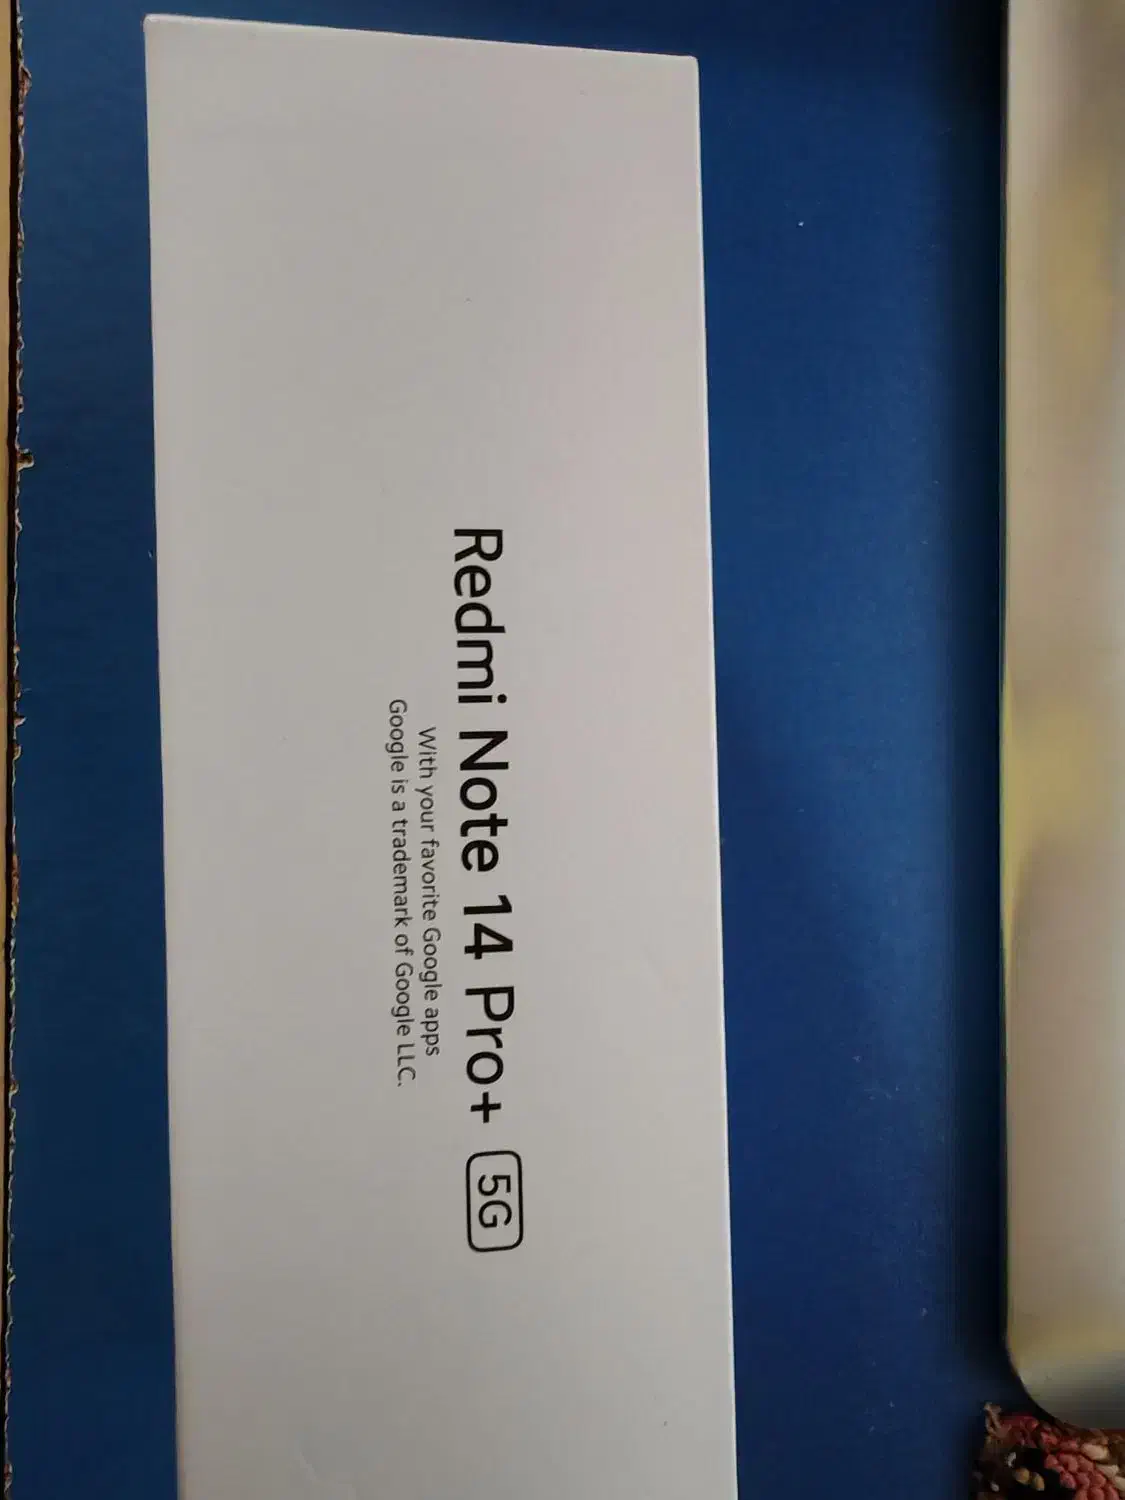 Redmi Note 14 Pro+ 5G
With your favorite Google apps
Google is a trademark of Google LLC.